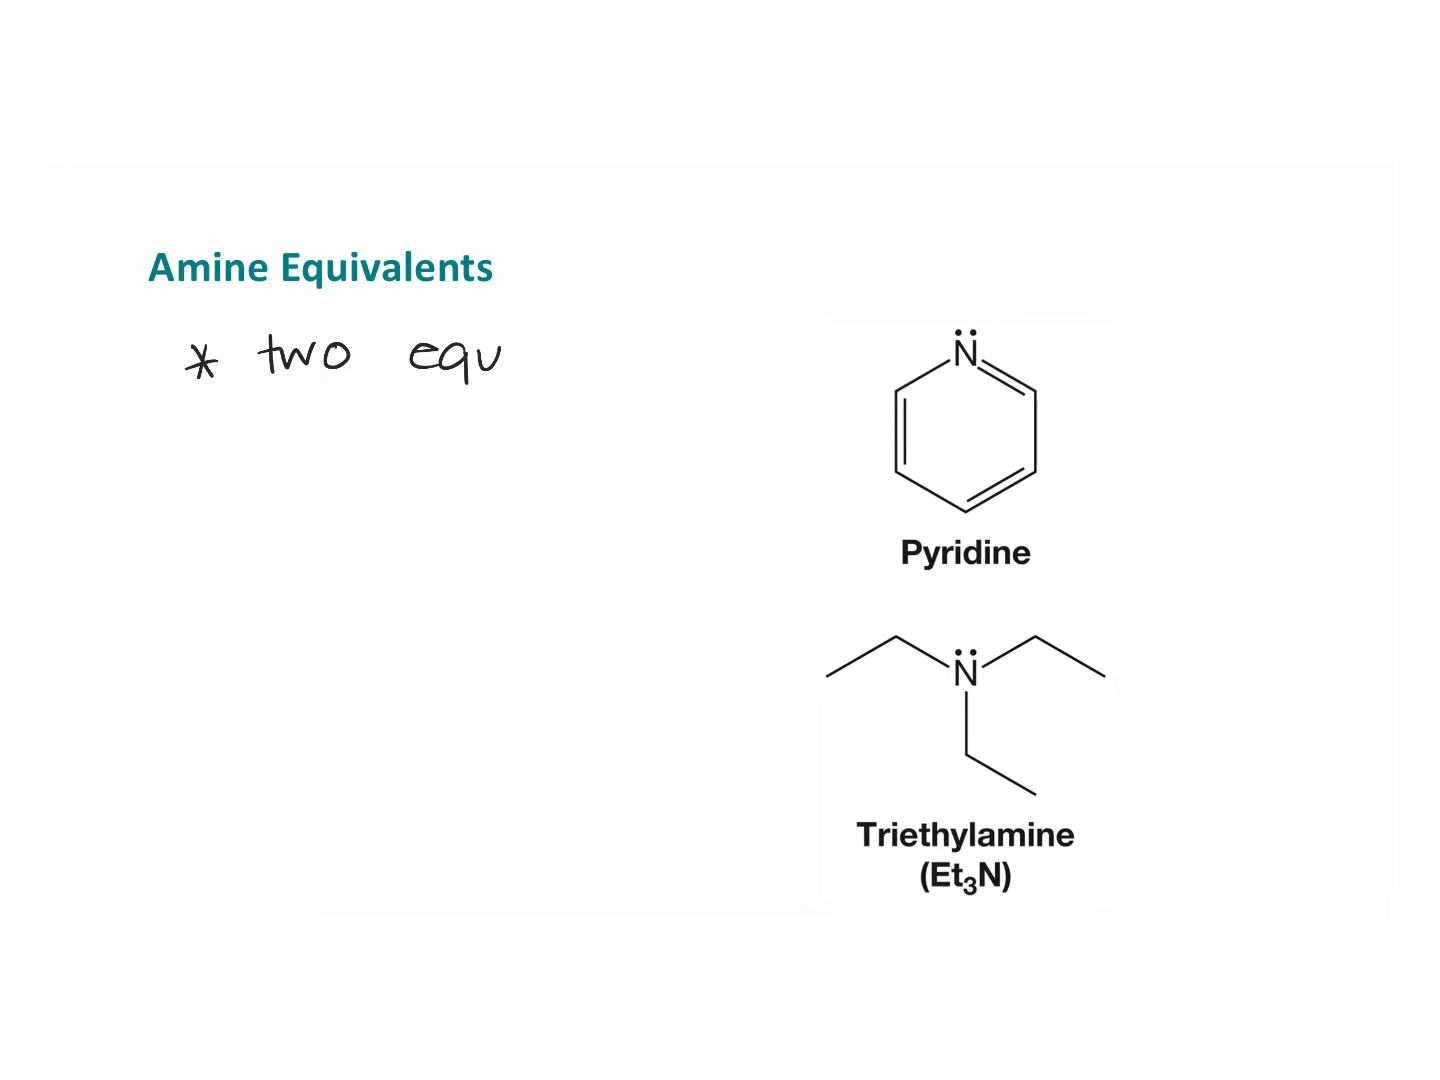 Amine Equivalents
* two equ
N
Pyridine
N
Triethylamine
(Et₃N)